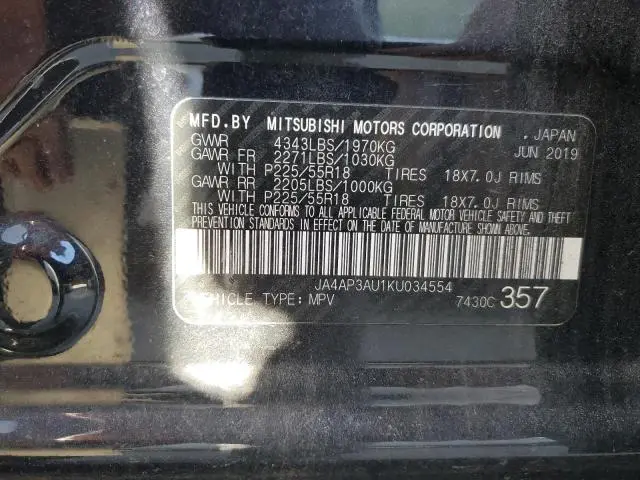 MFD.BY MITSUBISHI MOTORS CORPORATION , JAPAN
GVWR 4343LBS/1970KG JUN 2019
GAWR FR 2271LBS/1030KG
WITH P225/55R18 TIRES 18X7.0J RIMS
GAWR RR 2205LBS/1000KG
WITH P225/55R18 TIRES 18X7.0J RIMS
THIS VEHICLE CONFORMS TO ALL APPLICABLE FEDERAL MOTOR VEHICLE SAFETY AND THEFT
PREVENTION STANDARDS IN EFFECT ON THE DATE OF MANUFACTURE SHOWN ABOVE.
JA4AP3AU1KU034554
VEHICLE TYPE: MPV 7430C 357